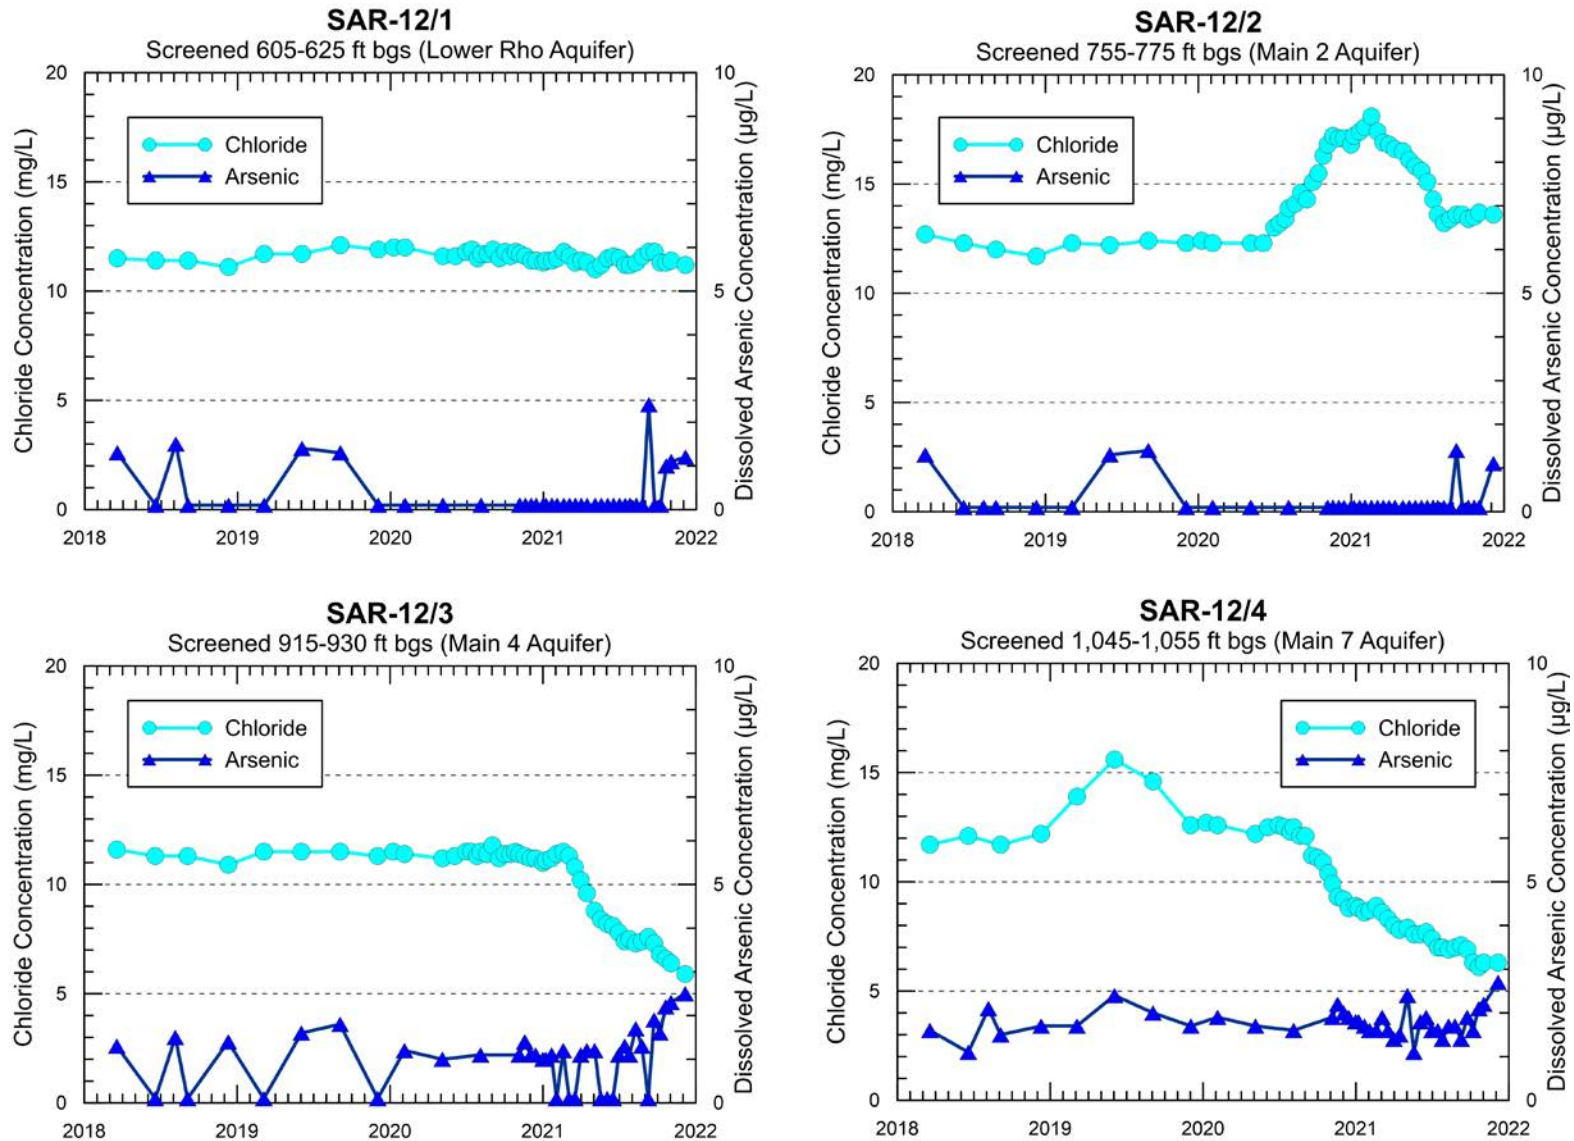 SAR-12/1
Screened 605-625 ft bgs (Lower Rho Aquifer)
20
15
10
5
0
Chloride Concentration (mg/L)
Chloride
Arsenic
10
5
0
Dissolved Arsenic Concentration (µg/L)
2018 2019 2020 2021 2022
SAR-12/2
Screened 755-775 ft bgs (Main 2 Aquifer)
20
15
10
5
0
Chloride Concentration (mg/L)
Chloride
Arsenic
10
5
0
Dissolved Arsenic Concentration (µg/L)
2018 2019 2020 2021 2022
SAR-12/3
Screened 915-930 ft bgs (Main 4 Aquifer)
20
15
10
5
0
Chloride Concentration (mg/L)
Chloride
Arsenic
10
5
0
Dissolved Arsenic Concentration (µg/L)
2018 2019 2020 2021 2022
SAR-12/4
Screened 1,045-1,055 ft bgs (Main 7 Aquifer)
20
15
10
5
0
Chloride Concentration (mg/L)
Chloride
Arsenic
10
5
0
Dissolved Arsenic Concentration (µg/L)
2018 2019 2020 2021 2022